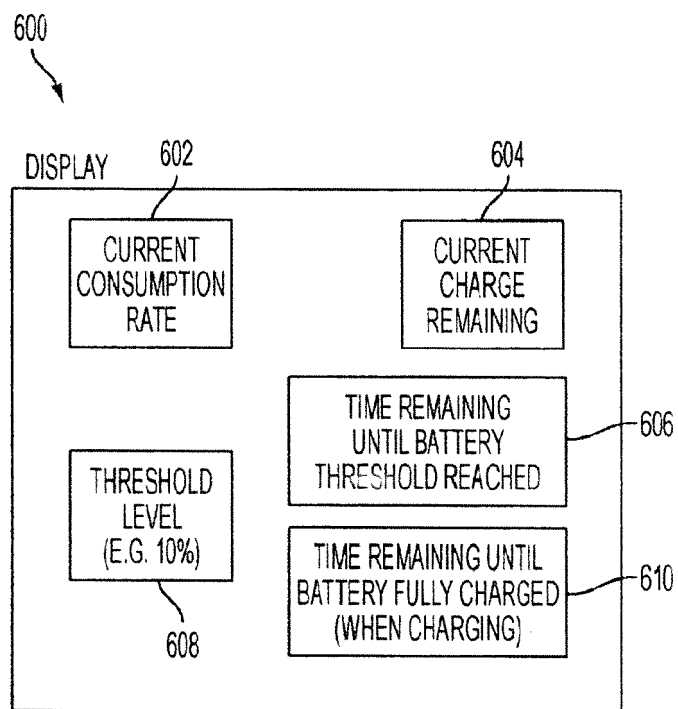 600
DISPLAY
602
604
CURRENT
CONSUMPTION
RATE
CURRENT
CHARGE
REMAINING
TIME REMAINING
UNTIL BATTERY
THRESHOLD REACHED
606
THRESHOLD
LEVEL
(E.G. 10%)
608
TIME REMAINING UNTIL
BATTERY FULLY CHARGED
(WHEN CHARGING)
610